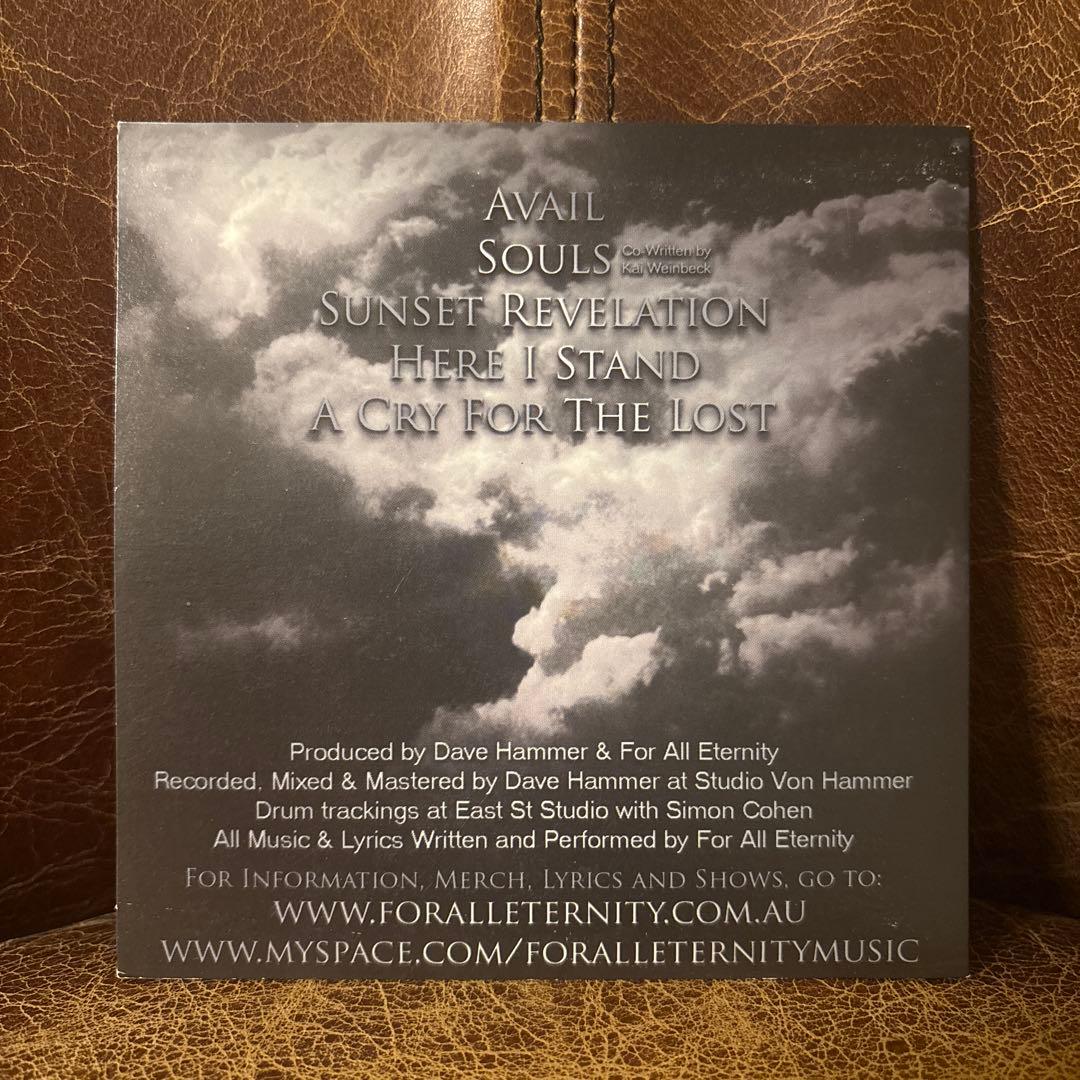 AVAIL
SOULS Co-Written by
Kai Weinbeck
SUNSET REVELATION
HERE I STAND
A CRY FOR THE LOST
Produced by Dave Hammer & For All Eternity
Recorded, Mixed & Mastered by Dave Hammer at Studio Von Hammer
Drum trackings at East St Studio with Simon Cohen
All Music & Lyrics Written and Performed by For All Eternity
FOR INFORMATION, MERCH, LYRICS AND SHOWS, GO TO:
WWW.FORALLETERNITY.COM.AU
WWW.MYSPACE.COM/FORALLETERNITYMUSIC